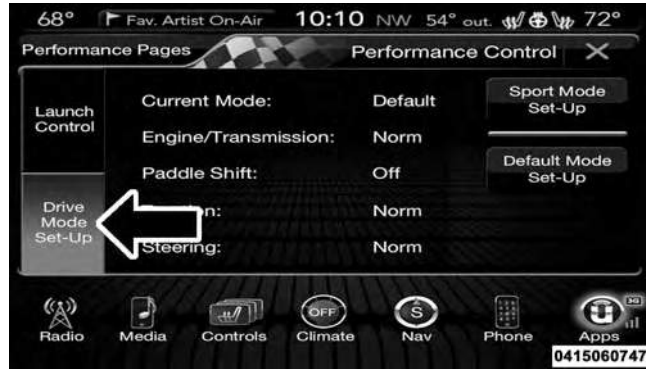 68° Fav. Artist On-Air 10:10 NW 54° out. 72°
Performance Pages Performance Control
Launch
Control
Current Mode: Default
Engine/Transmission: Norm
Paddle Shift: Off
Norm
Steering: Norm
Sport Mode
Set-Up
Default Mode
Set-Up
Drive
Mode
Set-Up
OFF
S
3G
Radio Media Controls Climate Nav Phone Apps
0415060747